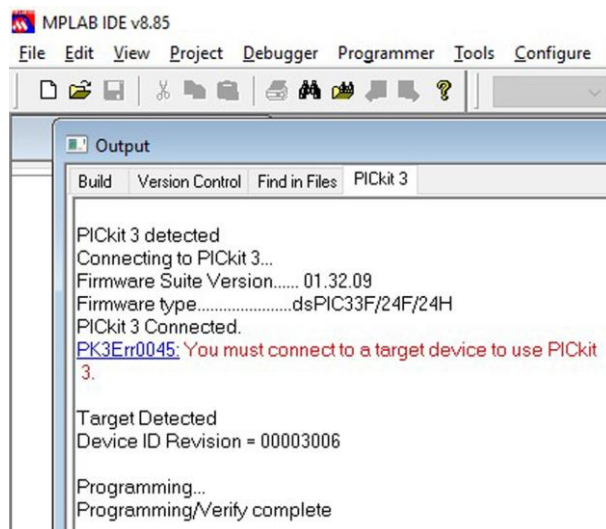 MPLAB IDE v8.85
File Edit View Project Debugger Programmer Tools Configure
Output
Build Version Control Find in Files PICkit 3
PICkit 3 detected
Connecting to PICkit 3...
Firmware Suite Version...... 01.32.09
Firmware type......................dsPIC33F/24F/24H
PICkit 3 Connected.
PK3Err0045: You must connect to a target device to use PICkit
3.
Target Detected
Device ID Revision = 00003006
Programming...
Programming/Verify complete